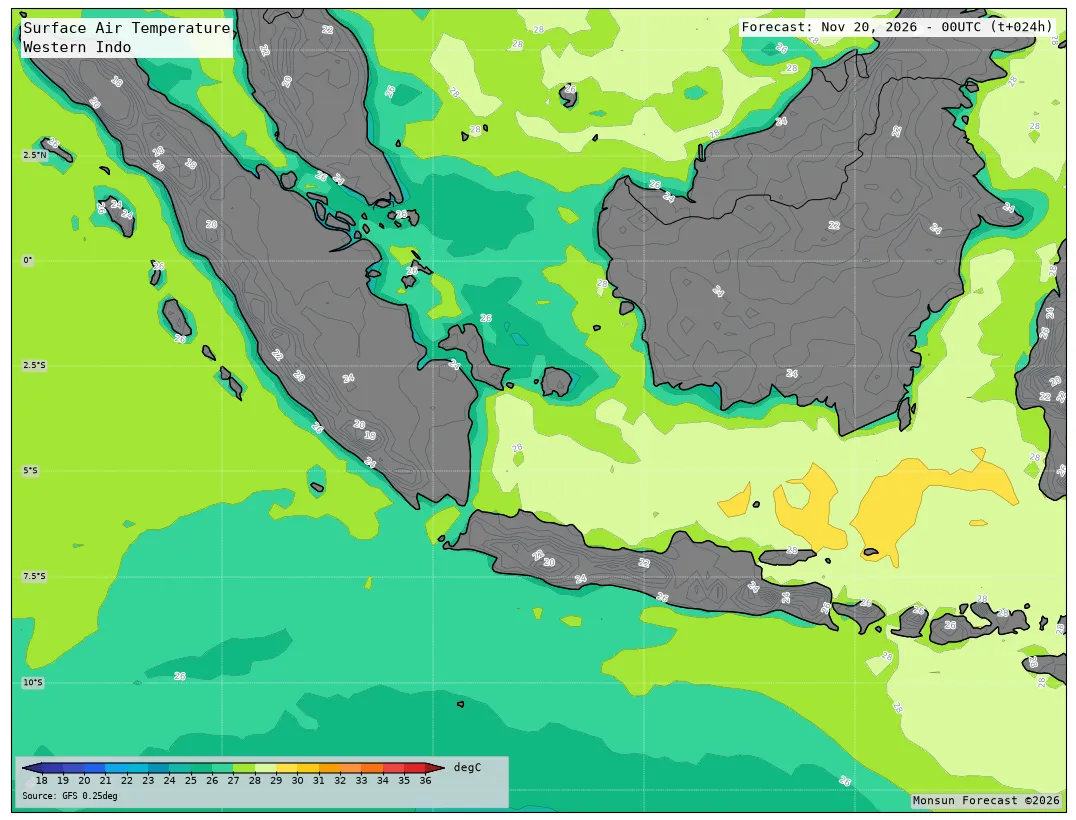 Surface Air Temperature
Western Indo
Forecast: Nov 20, 2026 - 00UTC (t+024h)
2.5°N
0°
2.5°S
5°S
7.5°S
10°S
18 19 20 21 22 23 24 25 26 27 28 29 30 31 32 33 34 35 36
degC
Source: GFS 0.25deg
Monsun Forecast ©2026